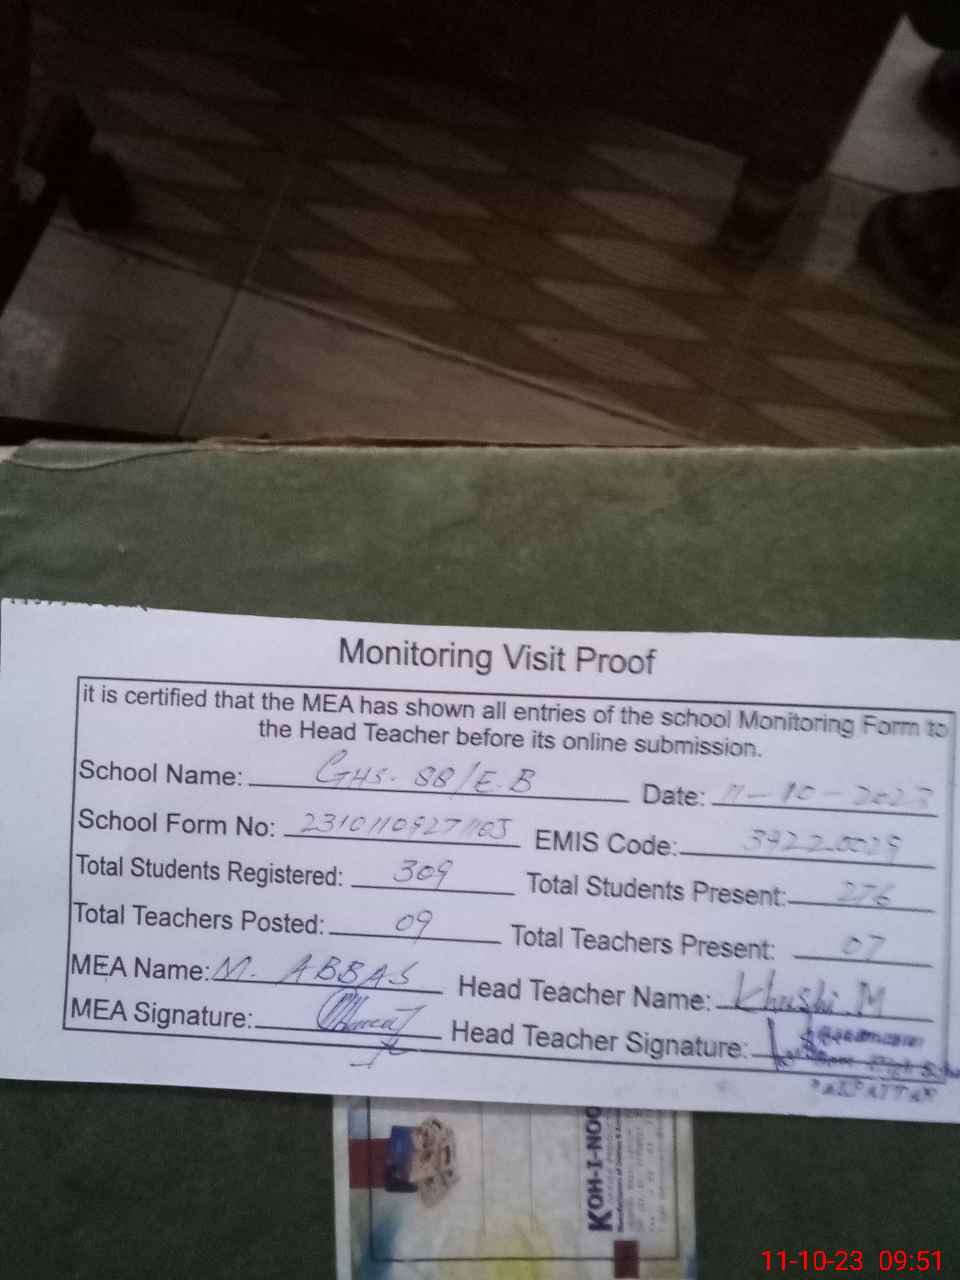 Monitoring Visit Proof
it is certified that the MEA has shown all entries of the school Monitoring Form to
the Head Teacher before its online submission.
School Name: GHS. 88/E.B Date: 11-10-2023
School Form No: EMIS Code: 39220029
Total Students Registered: 309 Total Students Present: 276
Total Teachers Posted: 09 Total Teachers Present: 07
MEA Name: M. ABBAS Head Teacher Name: Khushi.M
MEA Signature: Head Teacher Signature:
KOH-I-NOO
11-10-23 09:51